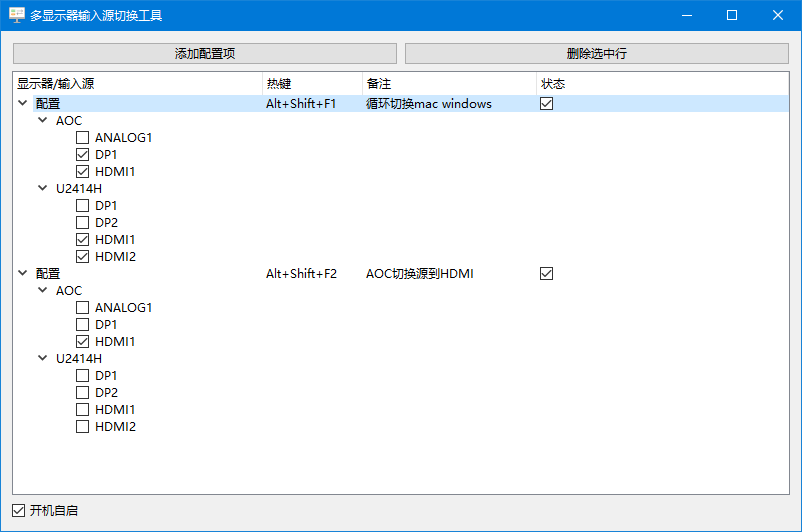 多显示器输入源切换工具
添加配置项 删除选中行
显示器/输入源 热键 备注 状态
配置 Alt+Shift+F1 循环切换mac windows
AOC
ANALOG1
DP1
HDMI1
U2414H
DP1
DP2
HDMI1
HDMI2
配置 Alt+Shift+F2 AOC切换源到HDMI
AOC
ANALOG1
DP1
HDMI1
U2414H
DP1
DP2
HDMI1
HDMI2
开机自启